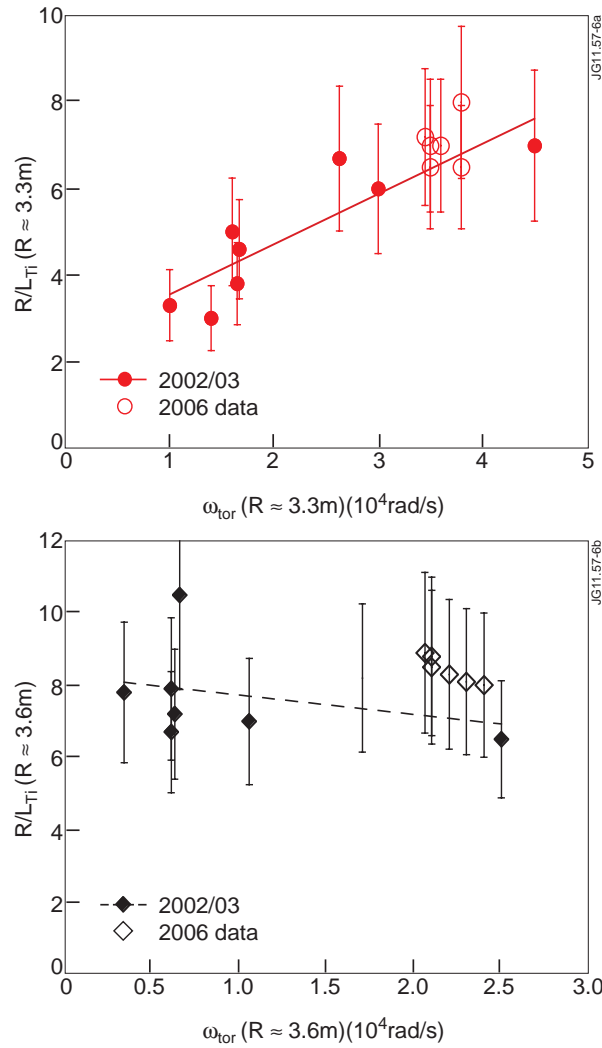 10
8
6
4
2
0
R/L_Ti (R ≈ 3.3m)
JG11.57-6a
2002/03
2006 data
0 1 2 3 4 5
ω_tor (R ≈ 3.3m)(10^4rad/s)
12
10
8
6
4
2
0
R/L_Ti (R ≈ 3.6m)
JG11.57-6b
2002/03
2006 data
0 0.5 1.0 1.5 2.0 2.5 3.0
ω_tor (R ≈ 3.6m)(10^4rad/s)